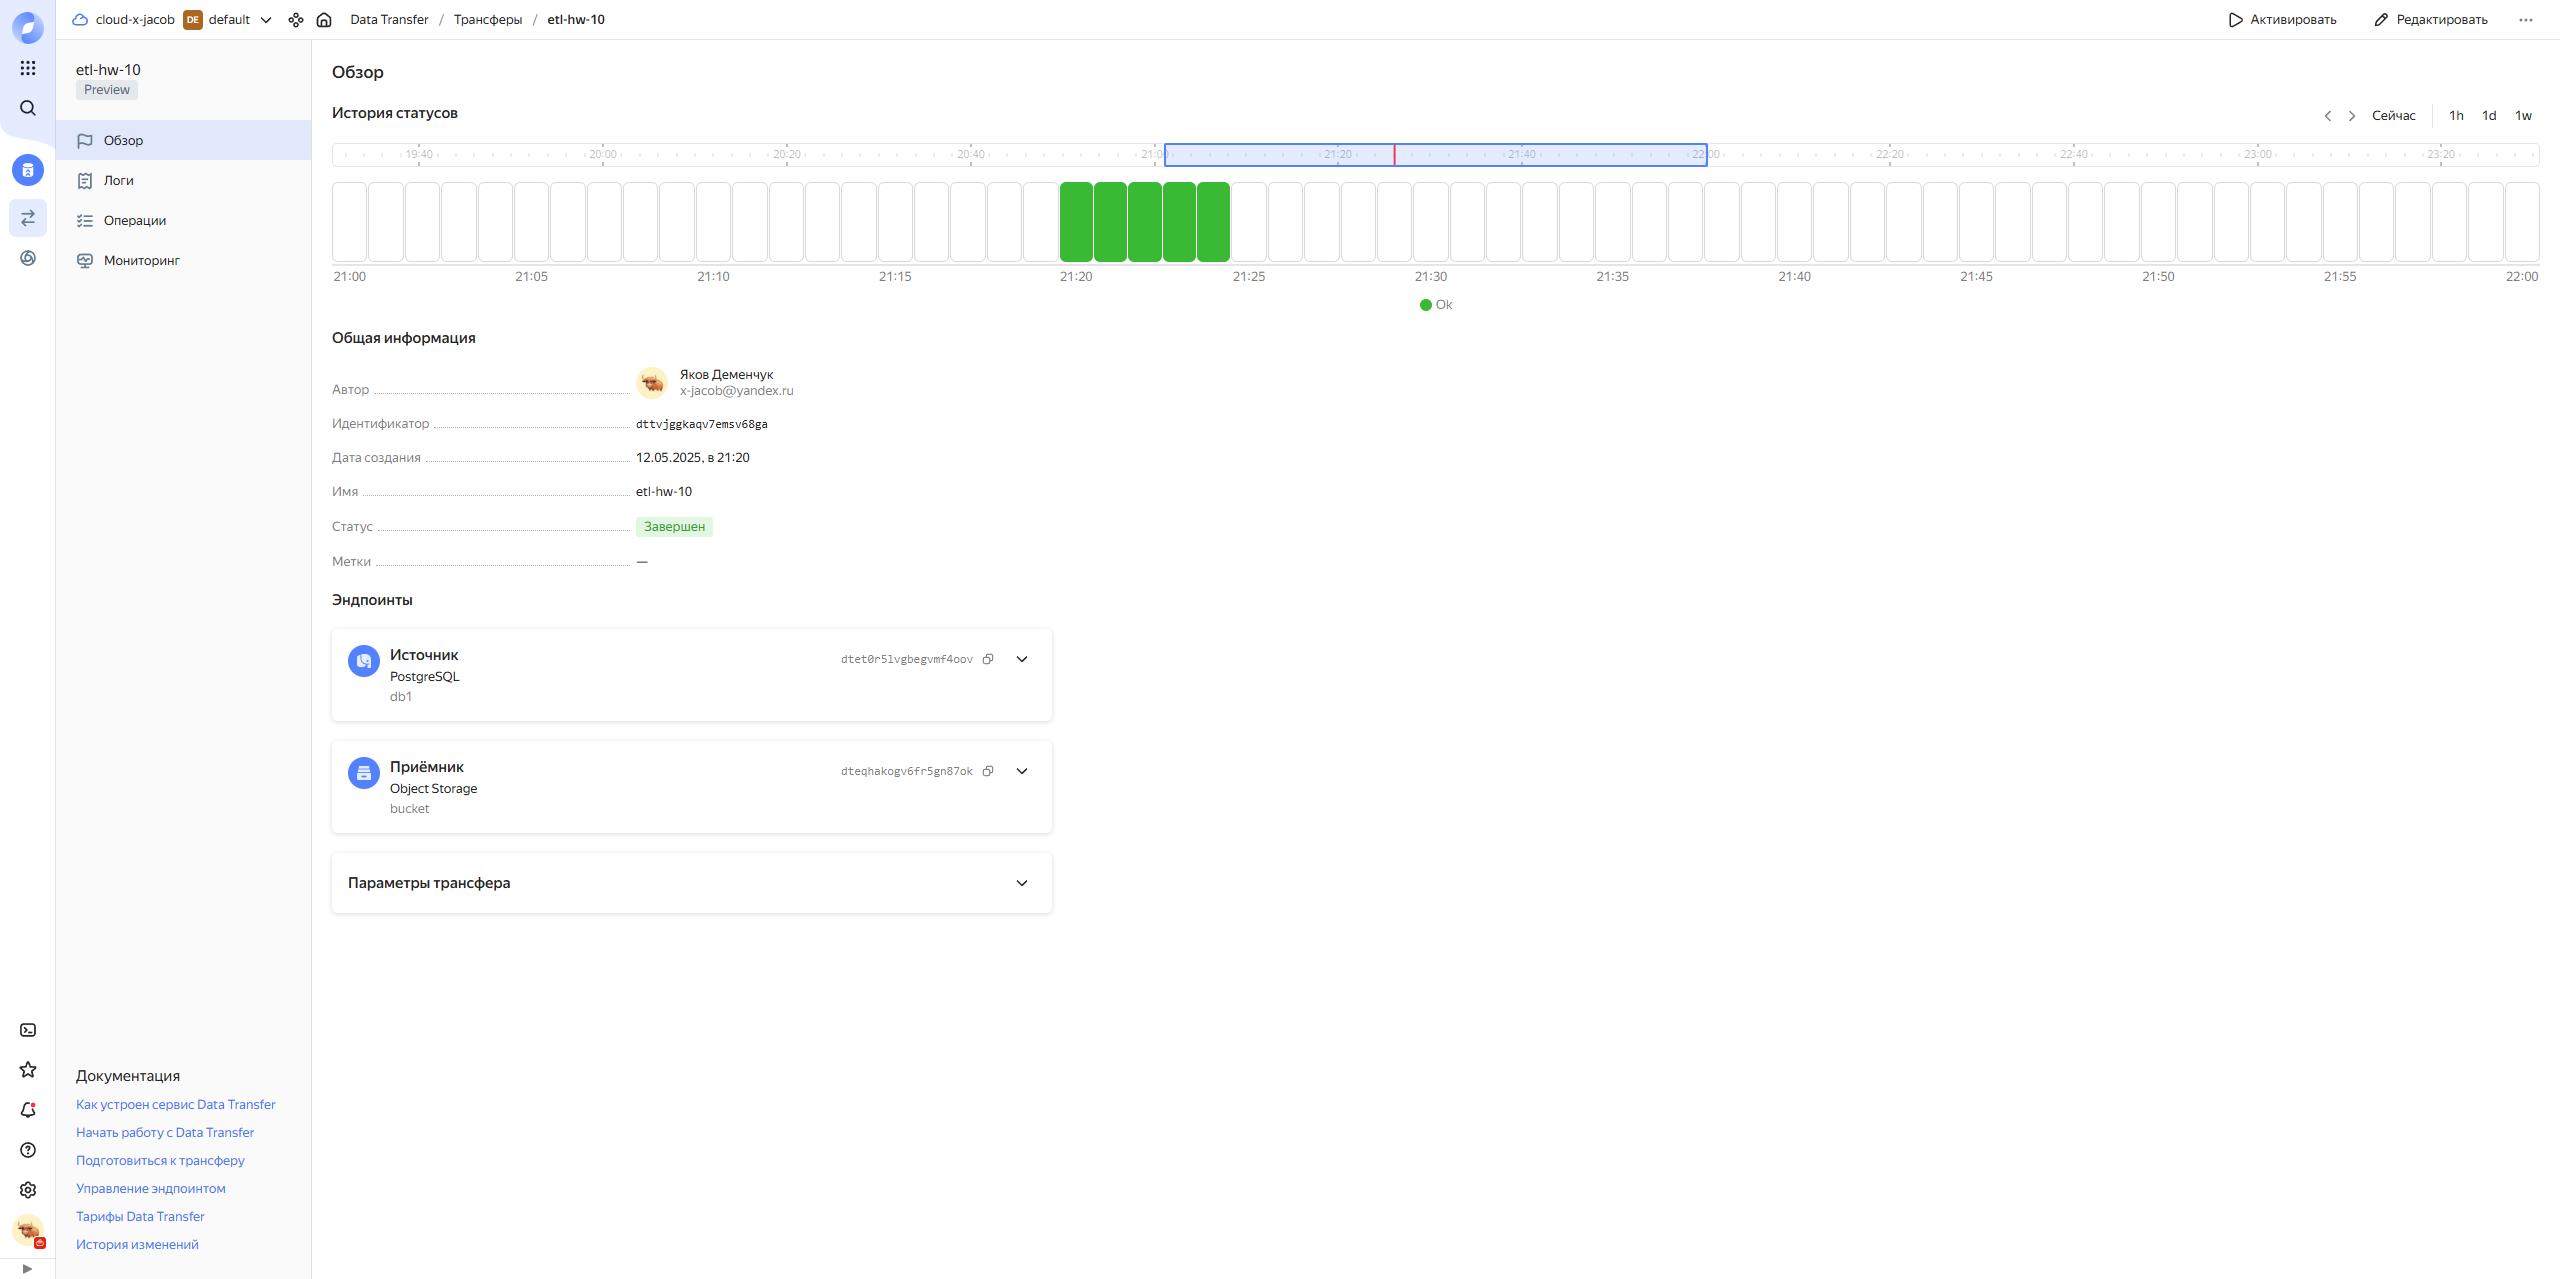 cloud-x-jacob DE default Data Transfer / Трансферы / etl-hw-10 Активировать Редактировать
etl-hw-10
Preview
Обзор
Логи
Операции
Мониторинг
Документация
Как устроен сервис Data Transfer
Начать работу с Data Transfer
Подготовиться к трансферу
Управление эндпоинтом
Тарифы Data Transfer
История изменений
Обзор
История статусов
Сейчас 1h 1d 1w
19:40 20:00 20:20 20:40 21:00 21:20 21:40 22:00 22:20 22:40 23:00 23:20
21:00 21:05 21:10 21:15 21:20 21:25 21:30 21:35 21:40 21:45 21:50 21:55 22:00
Ok
Общая информация
Автор Яков Деменчук
x-jacob@yandex.ru
Идентификатор dttvjggkaqv7emsv68ga
Дата создания 12.05.2025, в 21:20
Имя etl-hw-10
Статус Завершен
Метки —
Эндпоинты
Источник dtet0r5lvgbegvmf4oov
PostgreSQL
db1
Приёмник dteqhakogv6fr5gn87ok
Object Storage
bucket
Параметры трансфера